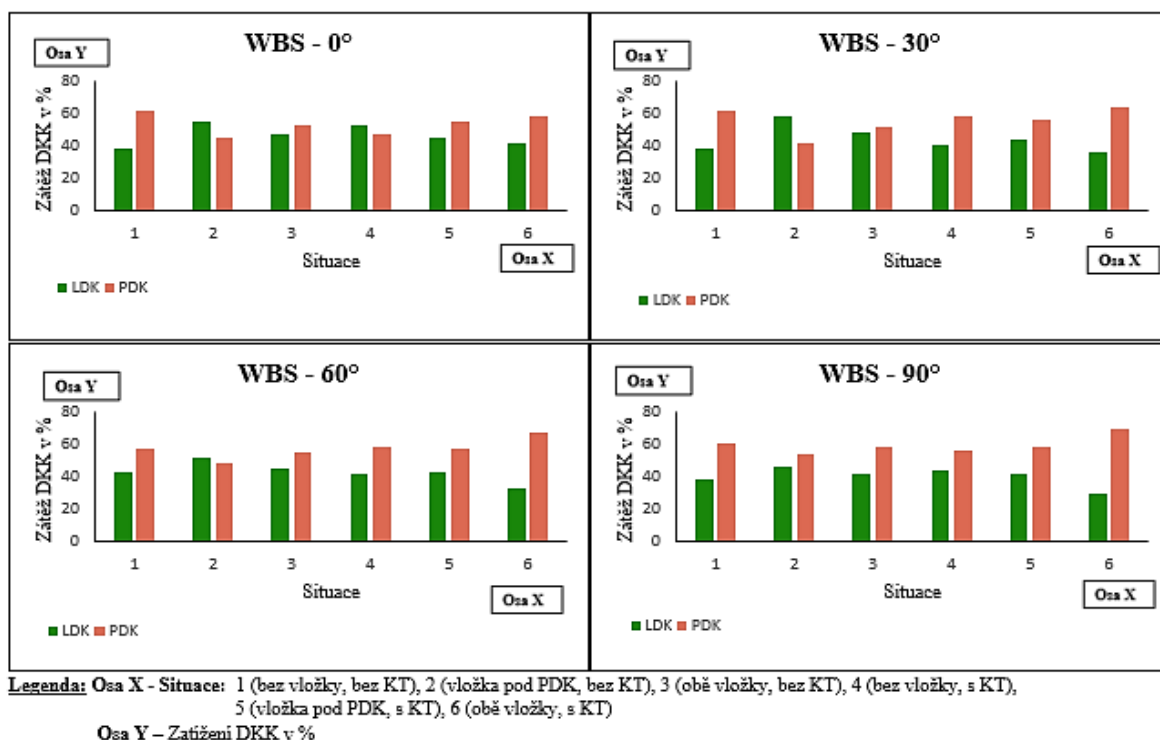 WBS - 0°
Osa Y
Zátěž DKK v %
80
60
40
20
0
1 2 3 4 5 6
Situace
Osa X
LDK PDK
WBS - 30°
Osa Y
Zátěž DKK v %
80
60
40
20
0
1 2 3 4 5 6
Situace
Osa X
LDK PDK
WBS - 60°
Osa Y
Zátěž DKK v %
80
60
40
20
0
1 2 3 4 5 6
Situace
Osa X
LDK PDK
WBS - 90°
Osa Y
Zátěž DKK v %
80
60
40
20
0
1 2 3 4 5 6
Situace
Osa X
LDK PDK
Legenda: Osa X - Situace: 1 (bez vložky, bez KT), 2 (vložka pod PDK, bez KT), 3 (obě vložky, bez KT), 4 (bez vložky, s KT),
5 (vložka pod PDK, s KT), 6 (obě vložky, s KT)
Osa Y – Zatížení DKK v %